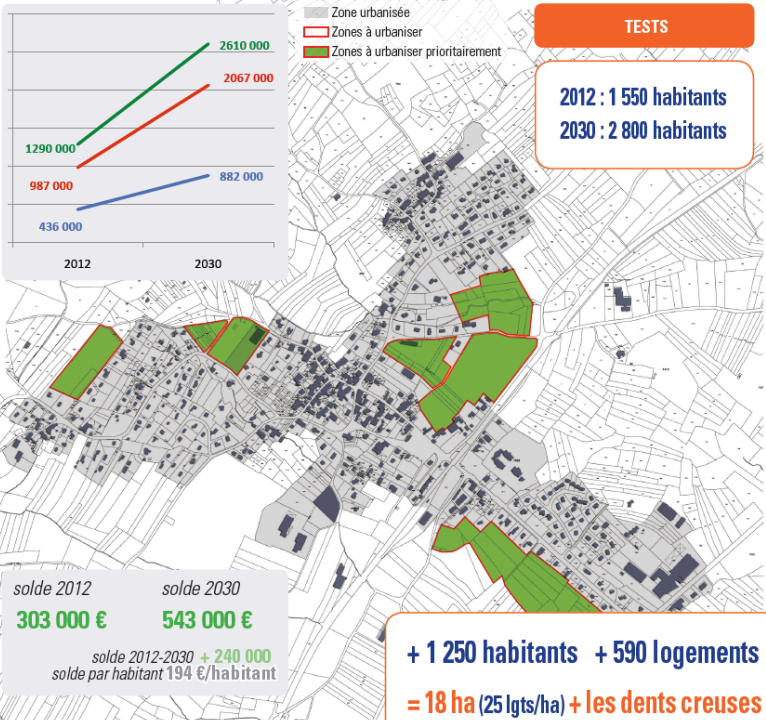 Zone urbanisée
Zones à urbaniser
Zones à urbaniser prioritairement
TESTS
2012 : 1 550 habitants
2030 : 2 800 habitants
2610 000
2067 000
1290 000
987 000
882 000
436 000
2012
2030
solde 2012
solde 2030
303 000 €
543 000 €
solde 2012-2030 + 240 000
solde par habitant 194 €/habitant
+ 1 250 habitants + 590 logements
= 18 ha (25 lgts/ha) + les dents creuses